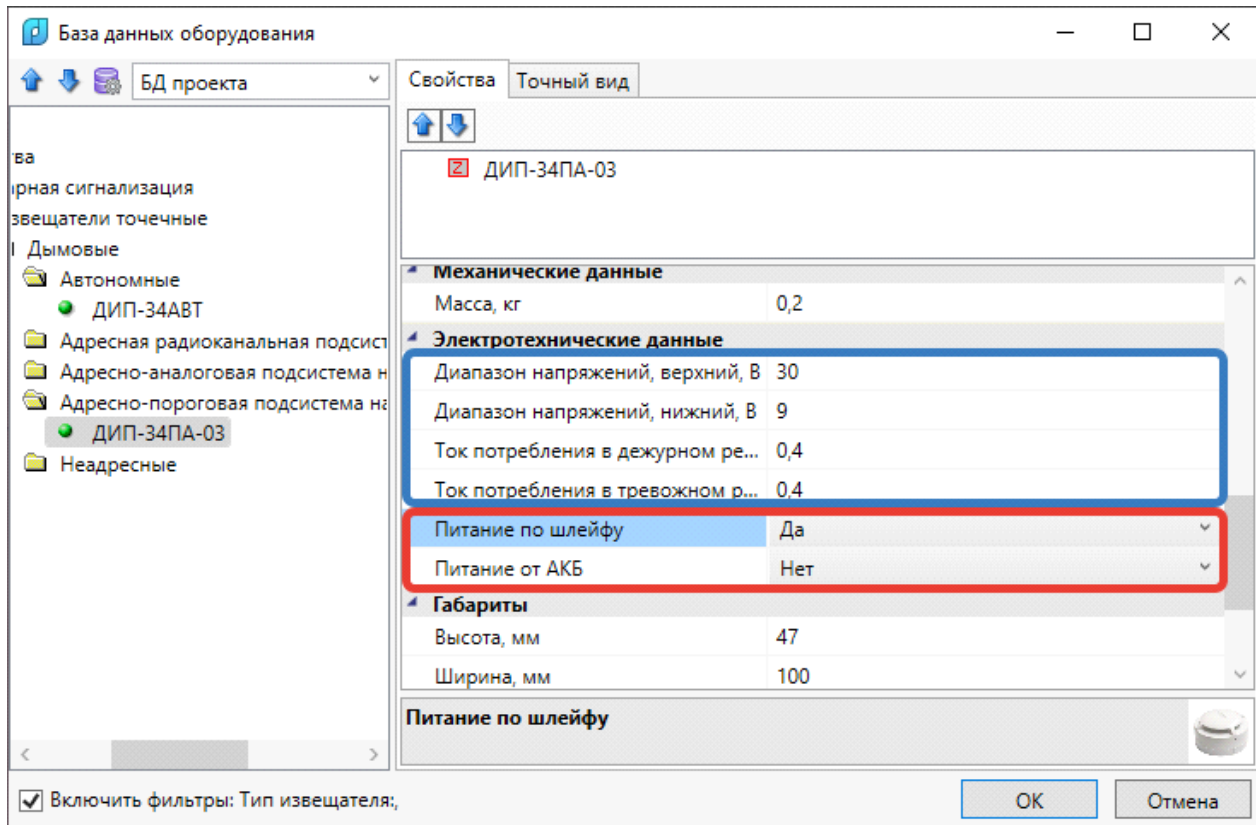 База данных оборудования
БД проекта
Свойства
Точный вид
ва
рная сигнализация
звещатели точечные
Дымовые
Автономные
ДИП-34АВТ
Адресная радиоканальная подсист
Адресно-аналоговая подсистема н
Адресно-пороговая подсистема на
ДИП-34ПА-03
Неадресные
ДИП-34ПА-03
Механические данные
Масса, кг 0,2
Электротехнические данные
Диапазон напряжений, верхний, В 30
Диапазон напряжений, нижний, В 9
Ток потребления в дежурном ре... 0,4
Ток потребления в тревожном р... 0,4
Питание по шлейфу Да
Питание от АКБ Нет
Габариты
Высота, мм 47
Ширина, мм 100
Питание по шлейфу
Включить фильтры: Тип извещателя:,
ОК
Отмена